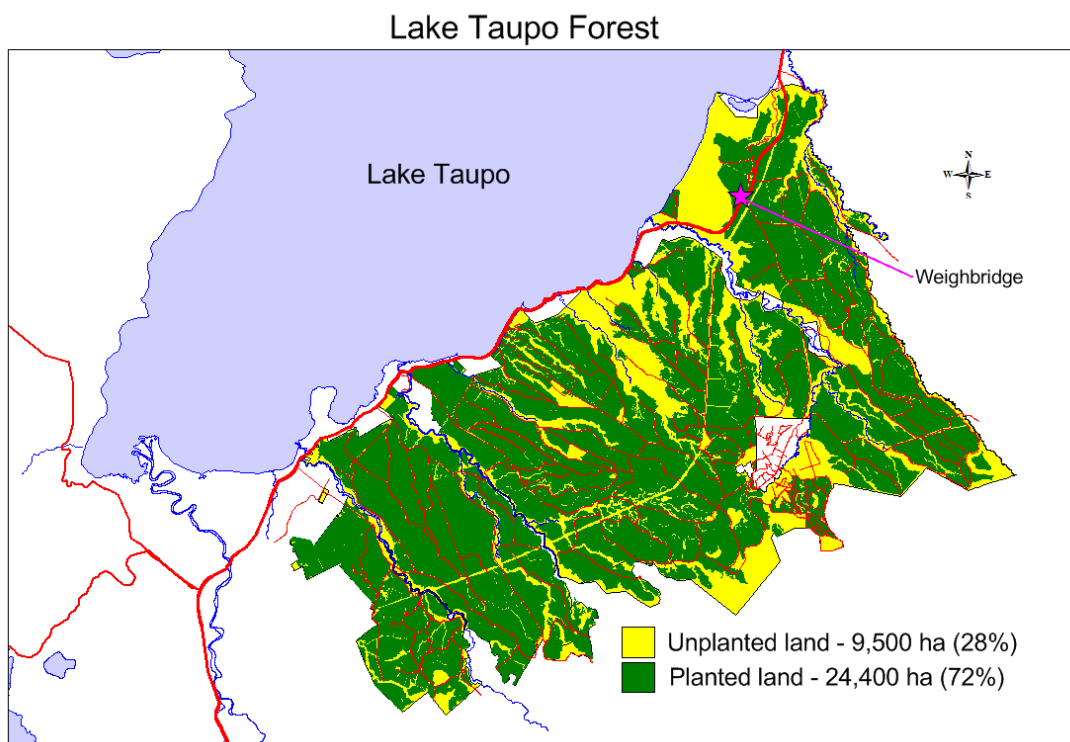 Lake Taupo Forest
Lake Taupo
N
W E
S
Weighbridge
Unplanted land - 9,500 ha (28%)
Planted land - 24,400 ha (72%)